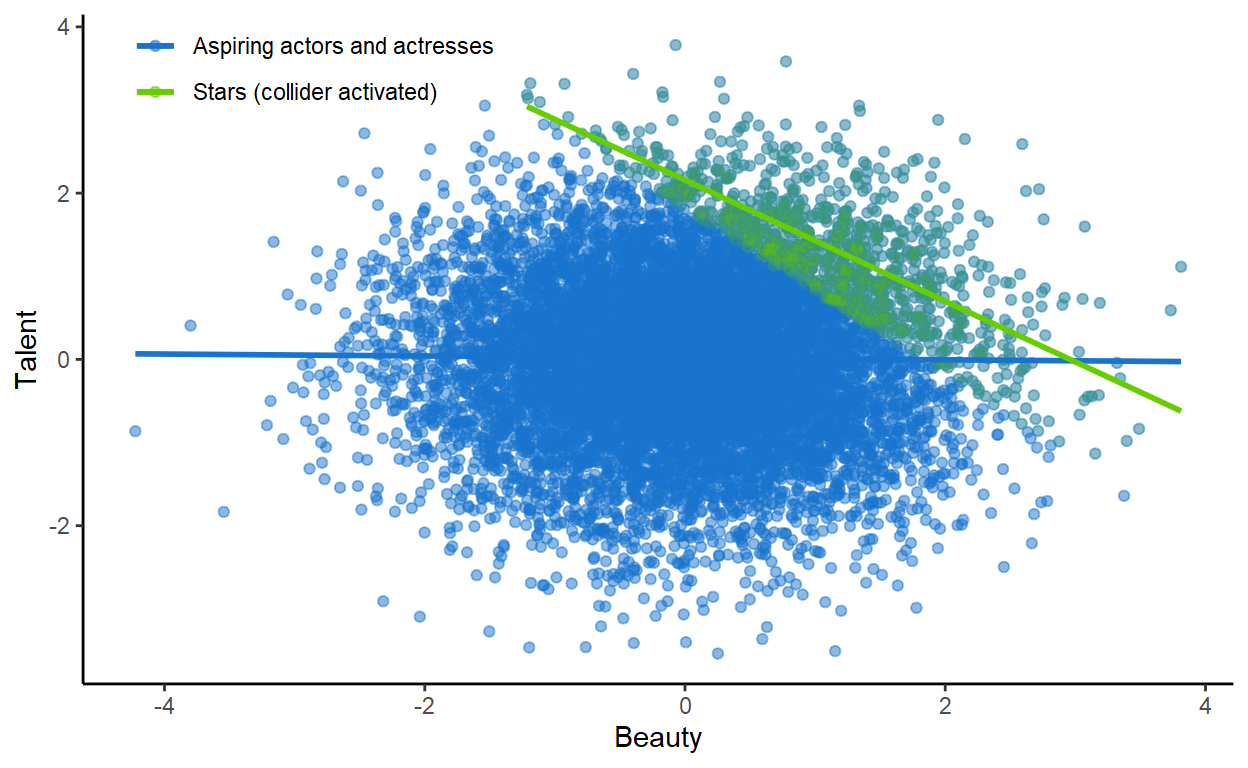 Aspiring actors and actresses
Stars (collider activated)
4
2
0
-2
Talent
-4
-2
0
2
4
Beauty